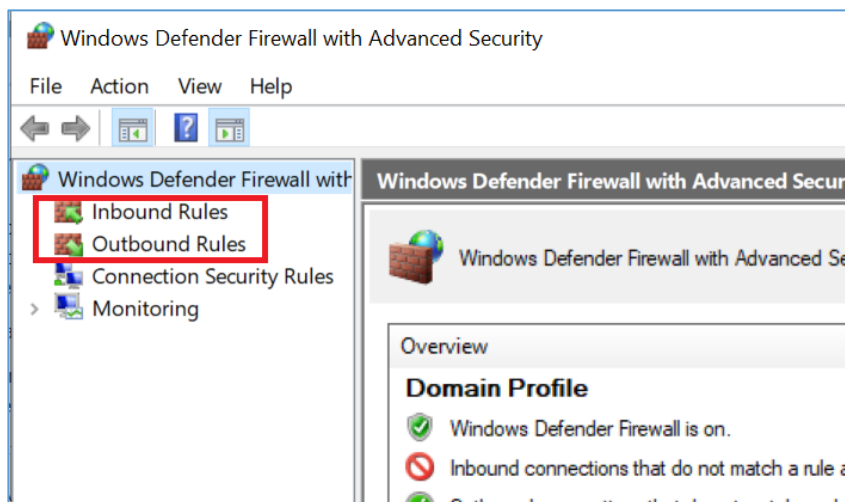 Windows Defender Firewall with Advanced Security
File Action View Help
Windows Defender Firewall with
Inbound Rules
Outbound Rules
Connection Security Rules
Monitoring
Windows Defender Firewall with Advanced Secur
Windows Defender Firewall with Advanced Se
Overview
Domain Profile
Windows Defender Firewall is on.
Inbound connections that do not match a rule a